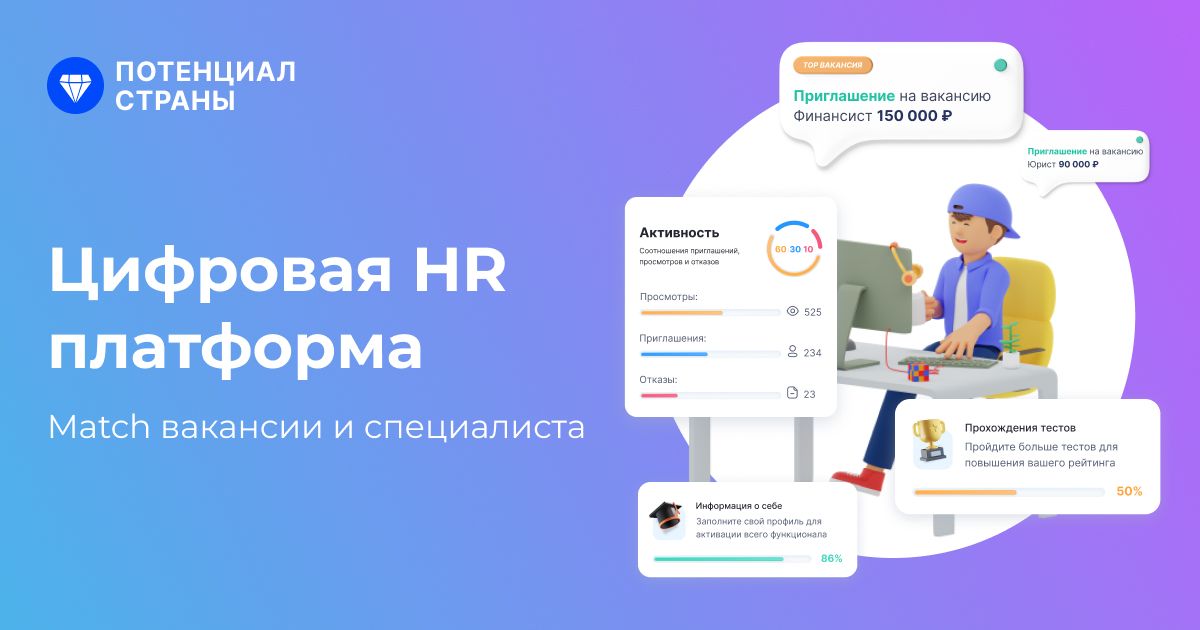 ПОТЕНЦИАЛ
СТРАНЫ
Цифровая HR
платформа
Match вакансии и специалиста
TOP ВАКАНСИЯ
Приглашение на вакансию
Финансист 150 000 ₽
Приглашение на вакансию
Юрист 90 000 ₽
Активность
Соотношения приглашений,
просмотров и отказов
60 30 10
Просмотры:
525
Приглашения:
234
Отказы:
23
Прохождения тестов
Пройдите больше тестов для
повышения вашего рейтинга
50%
Информация о себе
Заполните свой профиль для
активации всего функционала
86%